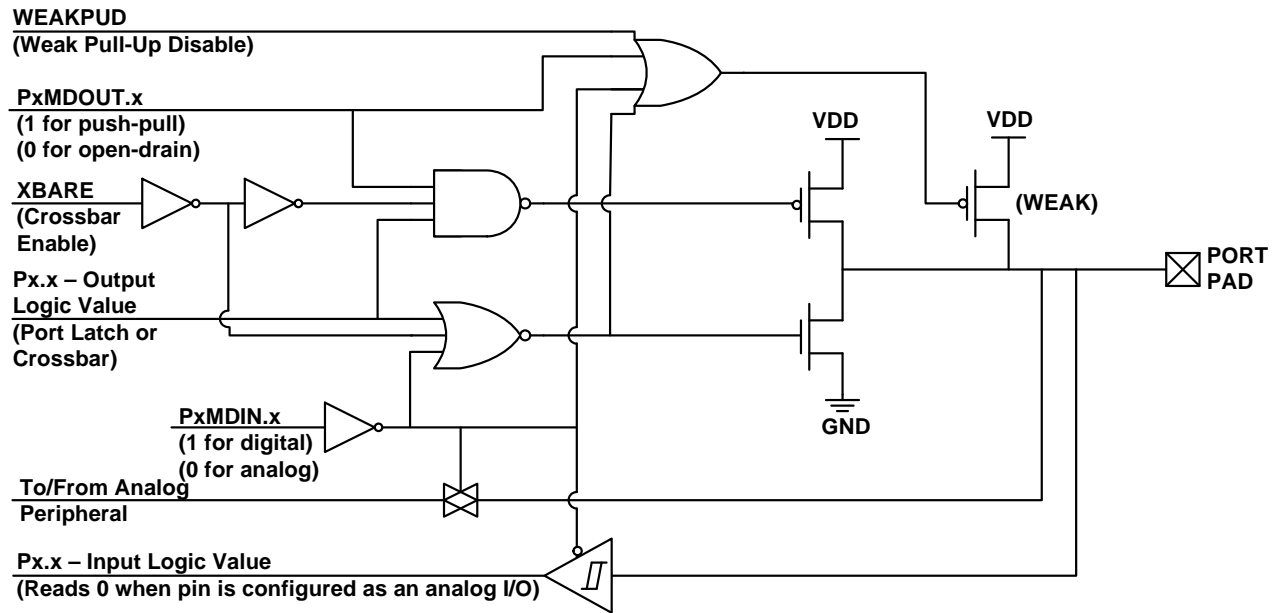 WEAKPUD
(Weak Pull-Up Disable)
PxMDOUT.x
(1 for push-pull)
(0 for open-drain)
XBARE
(Crossbar
Enable)
Px.x – Output
Logic Value
(Port Latch or
Crossbar)
PxMDIN.x
(1 for digital)
(0 for analog)
To/From Analog
Peripheral
Px.x – Input Logic Value
(Reads 0 when pin is configured as an analog I/O)
VDD
VDD
(WEAK)
GND
PORT
PAD